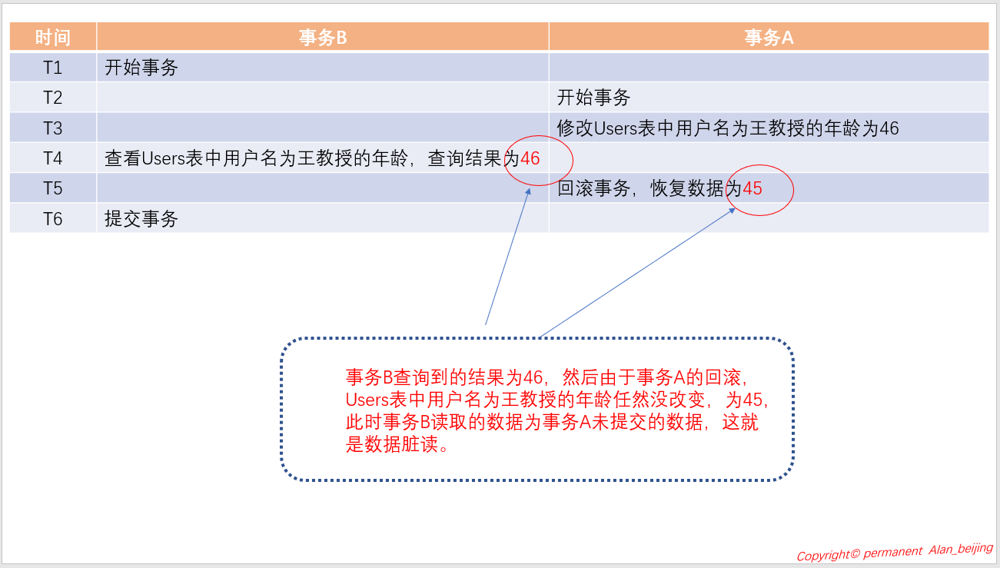 时间 事务B 事务A
T1 开始事务
T2 开始事务
T3 修改Users表中用户名为王教授的年龄为46
T4 查看Users表中用户名为王教授的年龄，查询结果为46
T5 回滚事务，恢复数据为45
T6 提交事务
事务B查询到的结果为46，然后由于事务A的回滚，
Users表中用户名为王教授的年龄任然没改变，为45，
此时事务B读取的数据为事务A未提交的数据，这就
是数据脏读。
Copyright© permanent Alan_beijing